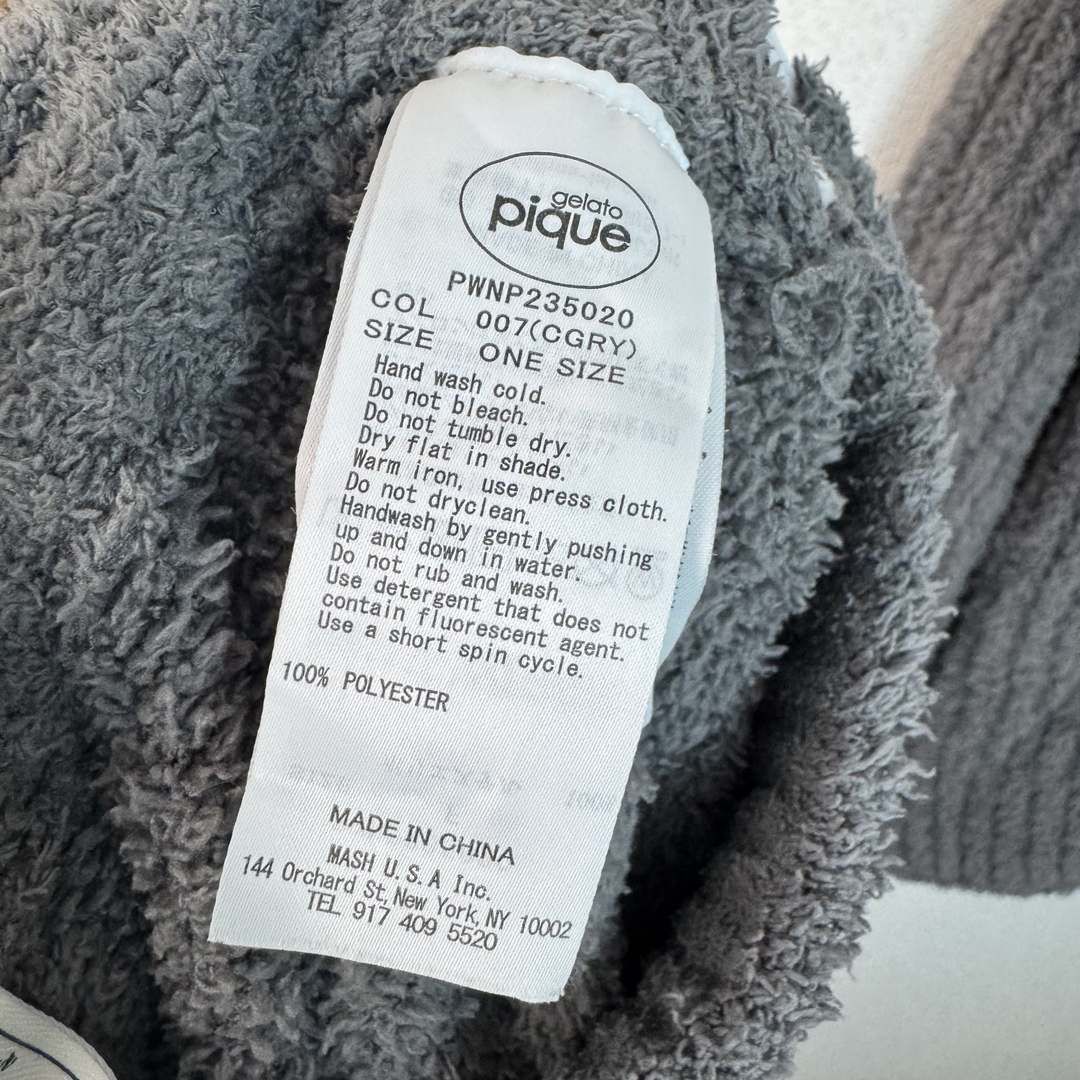 gelato
pique
PWNP235020
COL 007(CGRY)
SIZE ONE SIZE
Hand wash cold.
Do not bleach.
Do not tumble dry.
Dry flat in shade.
Warm iron, use press cloth.
Do not dryclean.
Handwash by gently pushing
up and down in water.
Do not rub and wash.
Use detergent that does not
contain fluorescent agent.
Use a short spin cycle.
100% POLYESTER
MADE IN CHINA
MASH U.S.A Inc.
144 Orchard St, New York, NY 10002
TEL 917 409 5520